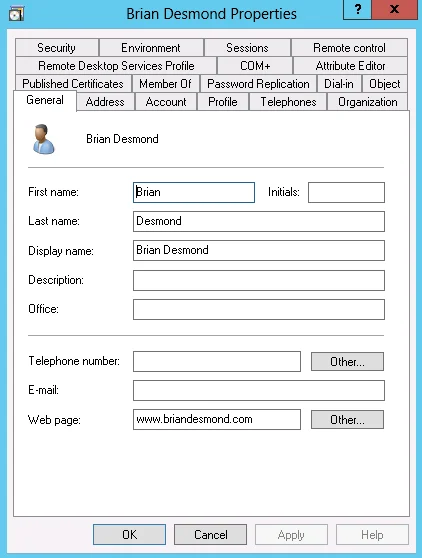 Brian Desmond Properties ? x
Security Environment Sessions Remote control
Remote Desktop Services Profile COM+ Attribute Editor
Published Certificates Member Of Password Replication Dial-in Object
General Address Account Profile Telephones Organization
Brian Desmond
First name: Brian Initials:
Last name: Desmond
Display name: Brian Desmond
Description:
Office:
Telephone number: Other...
E-mail:
Web page: www.briandesmond.com Other...
OK Cancel Apply Help